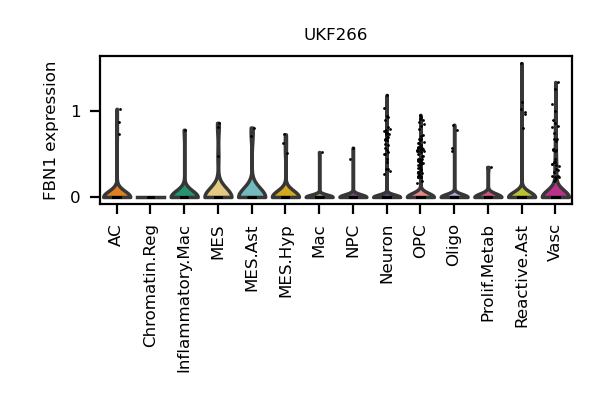 UKF266
FBN1 expression
1
0
AC
Chromatin.Reg
Inflammatory.Mac
MES
MES.Ast
MES.Hyp
Mac
NPC
Neuron
OPC
Oligo
Prolif.Metab
Reactive.Ast
Vasc